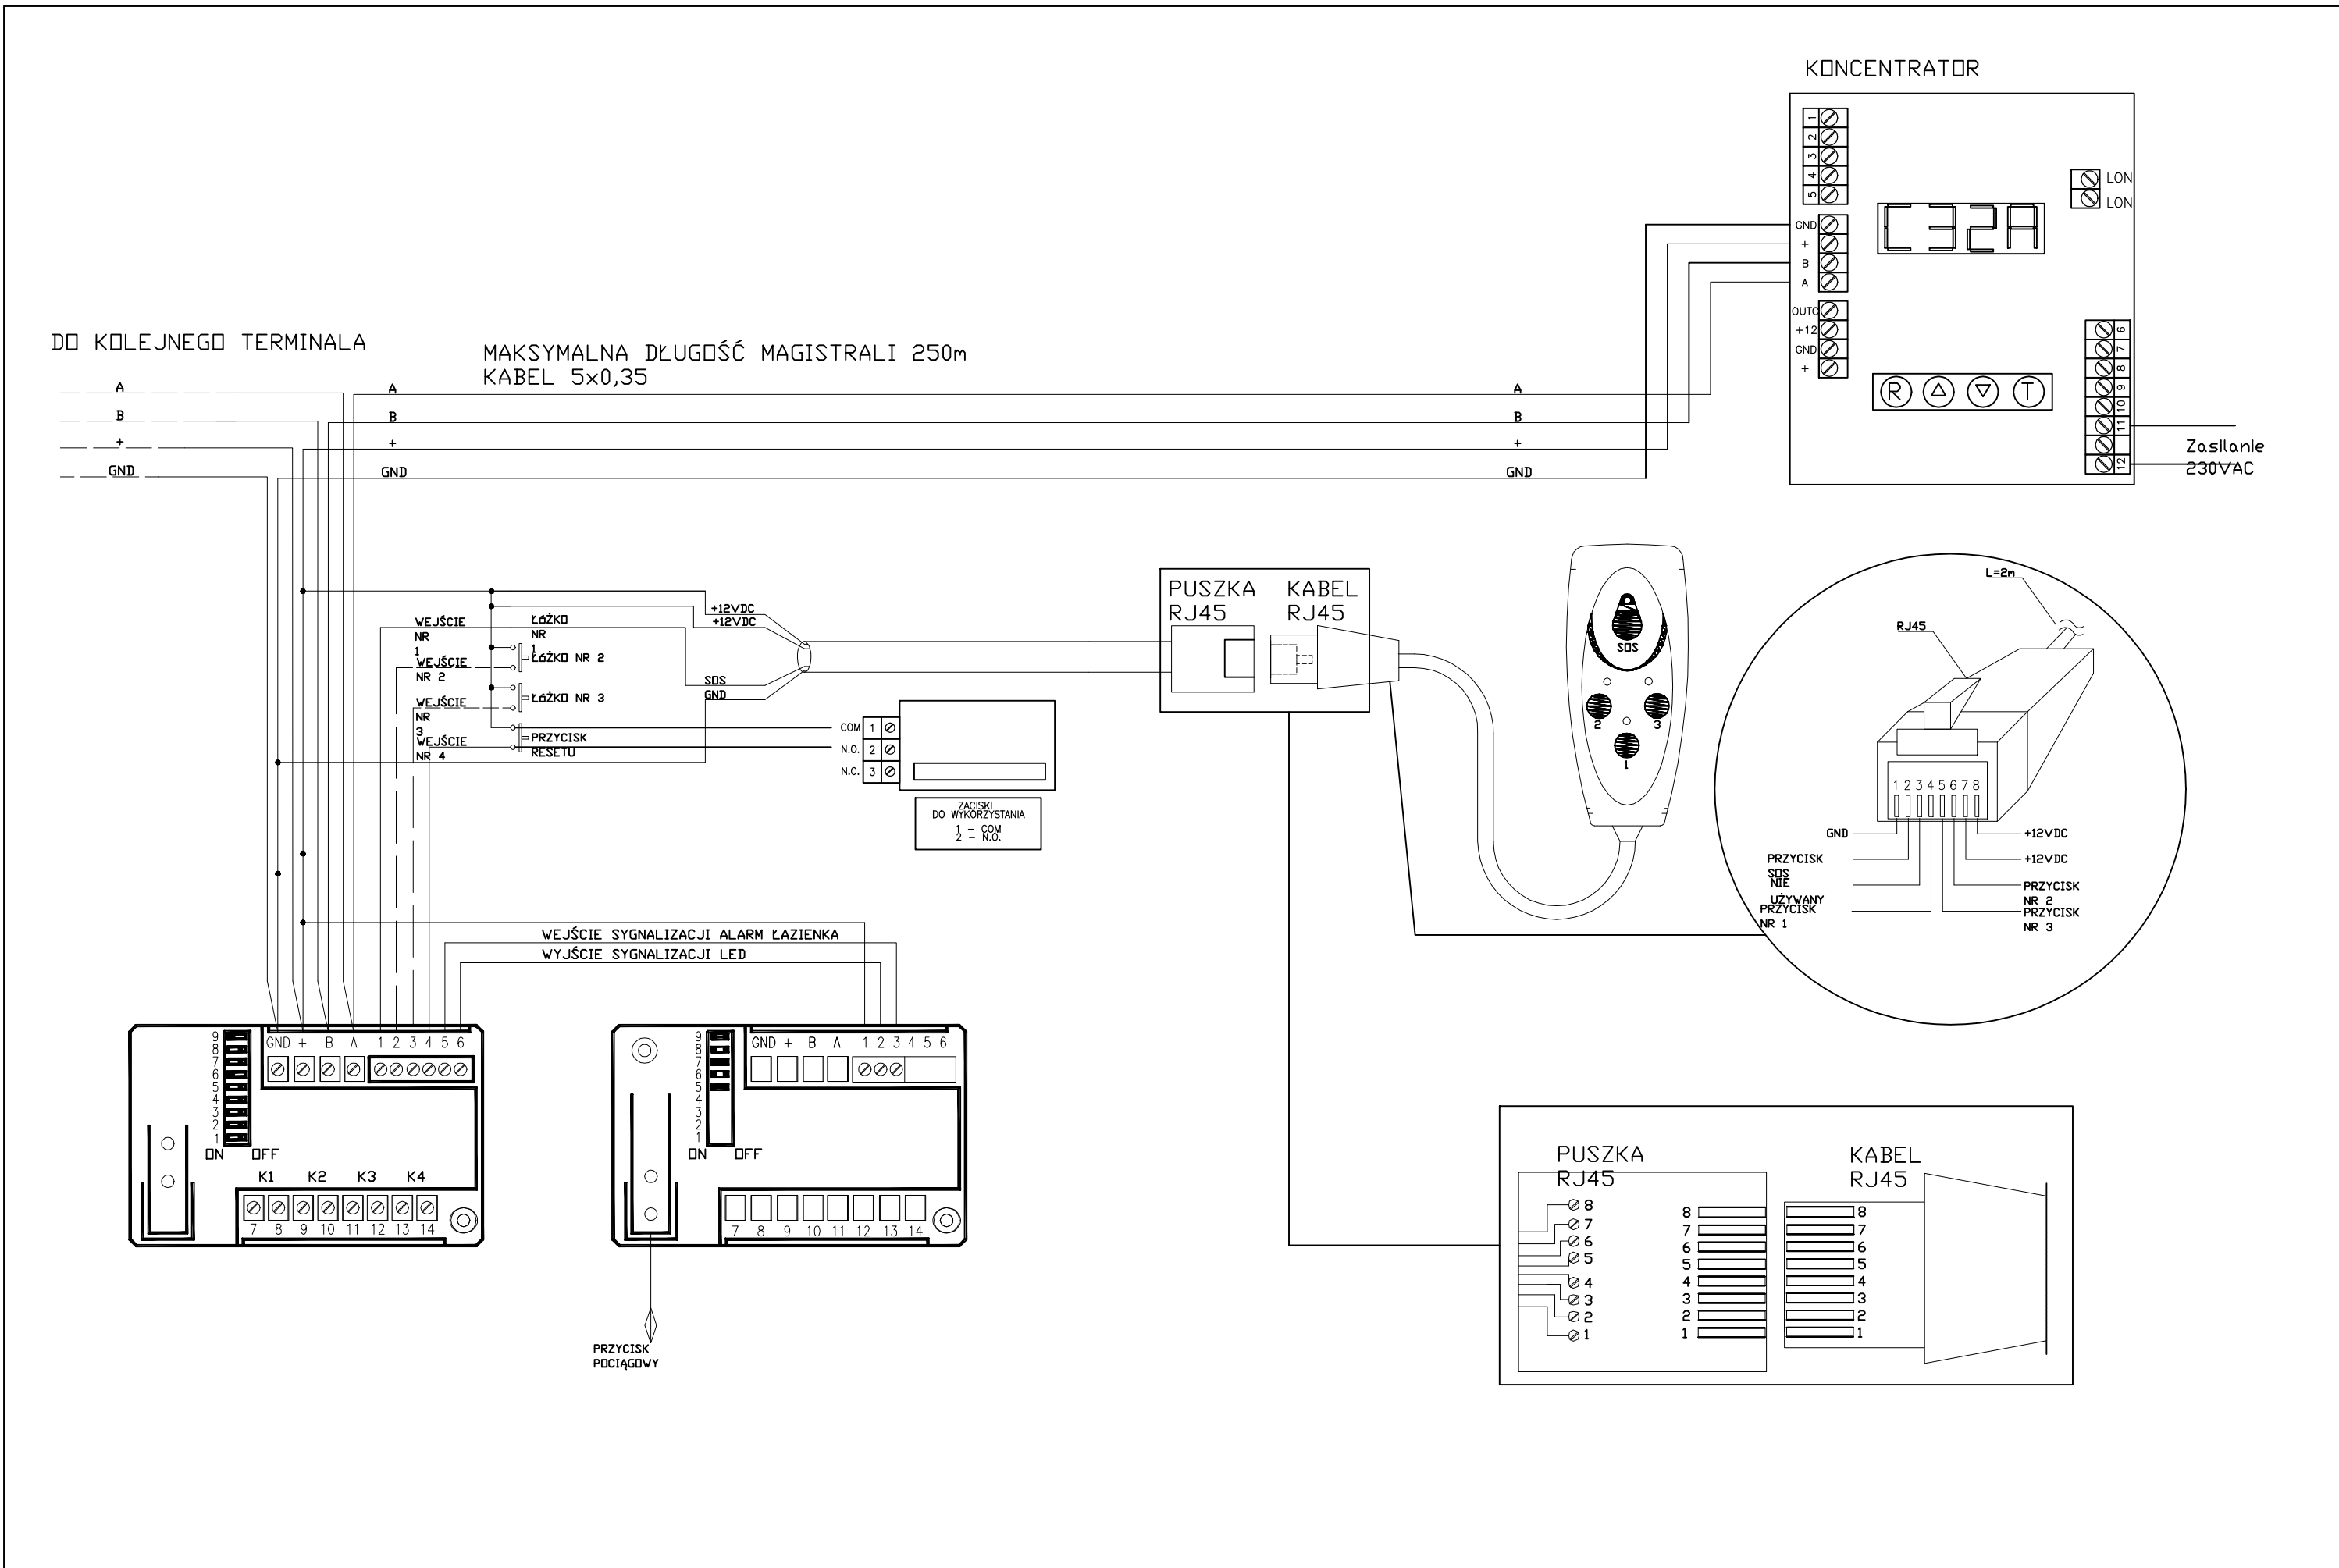 KONCENTRATOR
1
2
3
4
5
LON
LON
GND
+
B
A
C32A
OUTC
+12
GND
+
R
T
6
7
8
9
10
11
12
Zasilanie
230VAC
DO KOLEJNEGO TERMINALA
MAKSYMALNA DŁUGOŚĆ MAGISTRALI 250m
KABEL 5x0,35
A A A
B B B
+ + +
GND GND GND
+12VDC
+12VDC
WEJŚCIE
NR
1
ŁÓŻKO
NR
1
WEJŚCIE
NR 2
ŁÓŻKO NR 2
SOS
GND
WEJŚCIE
NR
3
ŁÓŻKO NR 3
WEJŚCIE
NR 4
PRZYCISK
RESETU
COM 1
N.O. 2
N.C. 3
ZACISKI
DO WYKORZYSTANIA
1 - COM
2 - N.O.
PUSZKA
RJ45
KABEL
RJ45
SOS
2 3
1
L=2m
RJ45
1 2 3 4 5 6 7 8
GND
PRZYCISK
SOS
NIE
UŻYWANY
PRZYCISK
NR 1
+12VDC
+12VDC
PRZYCISK
NR 2
PRZYCISK
NR 3
WEJŚCIE SYGNALIZACJI ALARM ŁAZIENKA
WYJŚCIE SYGNALIZACJI LED
9
8
7
6
5
4
3
2
1
ON OFF
GND + B A 1 2 3 4 5 6
K1 K2 K3 K4
7 8 9 10 11 12 13 14
9
8
7
6
5
4
3
2
1
ON OFF
GND + B A 1 2 3 4 5 6
7 8 9 10 11 12 13 14
PRZYCISK
POCIĄGOWY
PUSZKA
RJ45
KABEL
RJ45
8 8 8
7 7 7
6 6 6
5 5 5
4 4 4
3 3 3
2 2 2
1 1 1